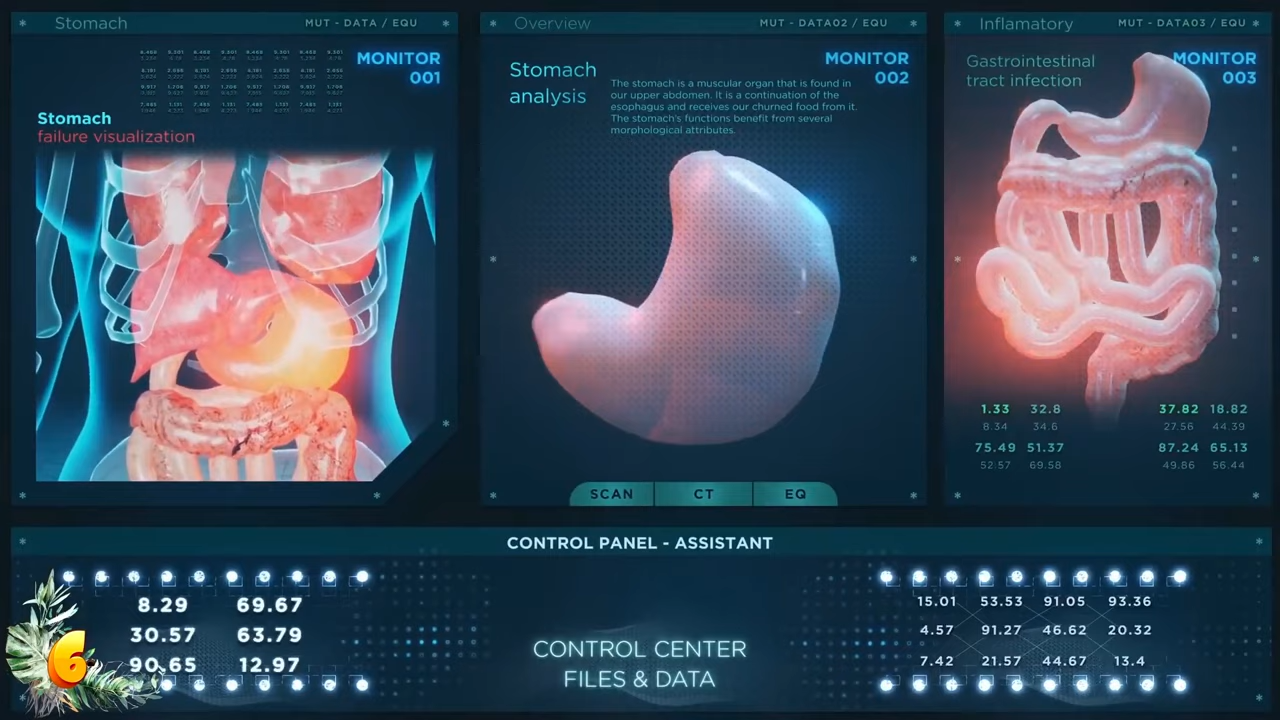 Stomach
MUT - DATA / EQU
MONITOR
001
Stomach
failure visualization
Overview
MUT - DATA02 / EQU
MONITOR
002
Stomach
analysis
The stomach is a muscular organ that is found in
our upper abdomen. It is a continuation of the
esophagus and receives our churned food from it.
The stomach's functions benefit from several
morphological attributes.
SCAN
CT
EQ
Inflamatory
MUT - DATA03 / EQU
MONITOR
003
Gastrointestinal
tract infection
1.33 32.8 37.82 18.82
8.34 34.6 27.56 44.39
75.49 51.37 87.24 65.13
52.57 69.58 49.86 56.44
CONTROL PANEL - ASSISTANT
8.29 69.67
30.57 63.79
90.65 12.97
CONTROL CENTER
FILES & DATA
15.01 53.53 91.05 93.36
4.57 91.27 46.62 20.32
7.42 21.57 44.67 13.4
6